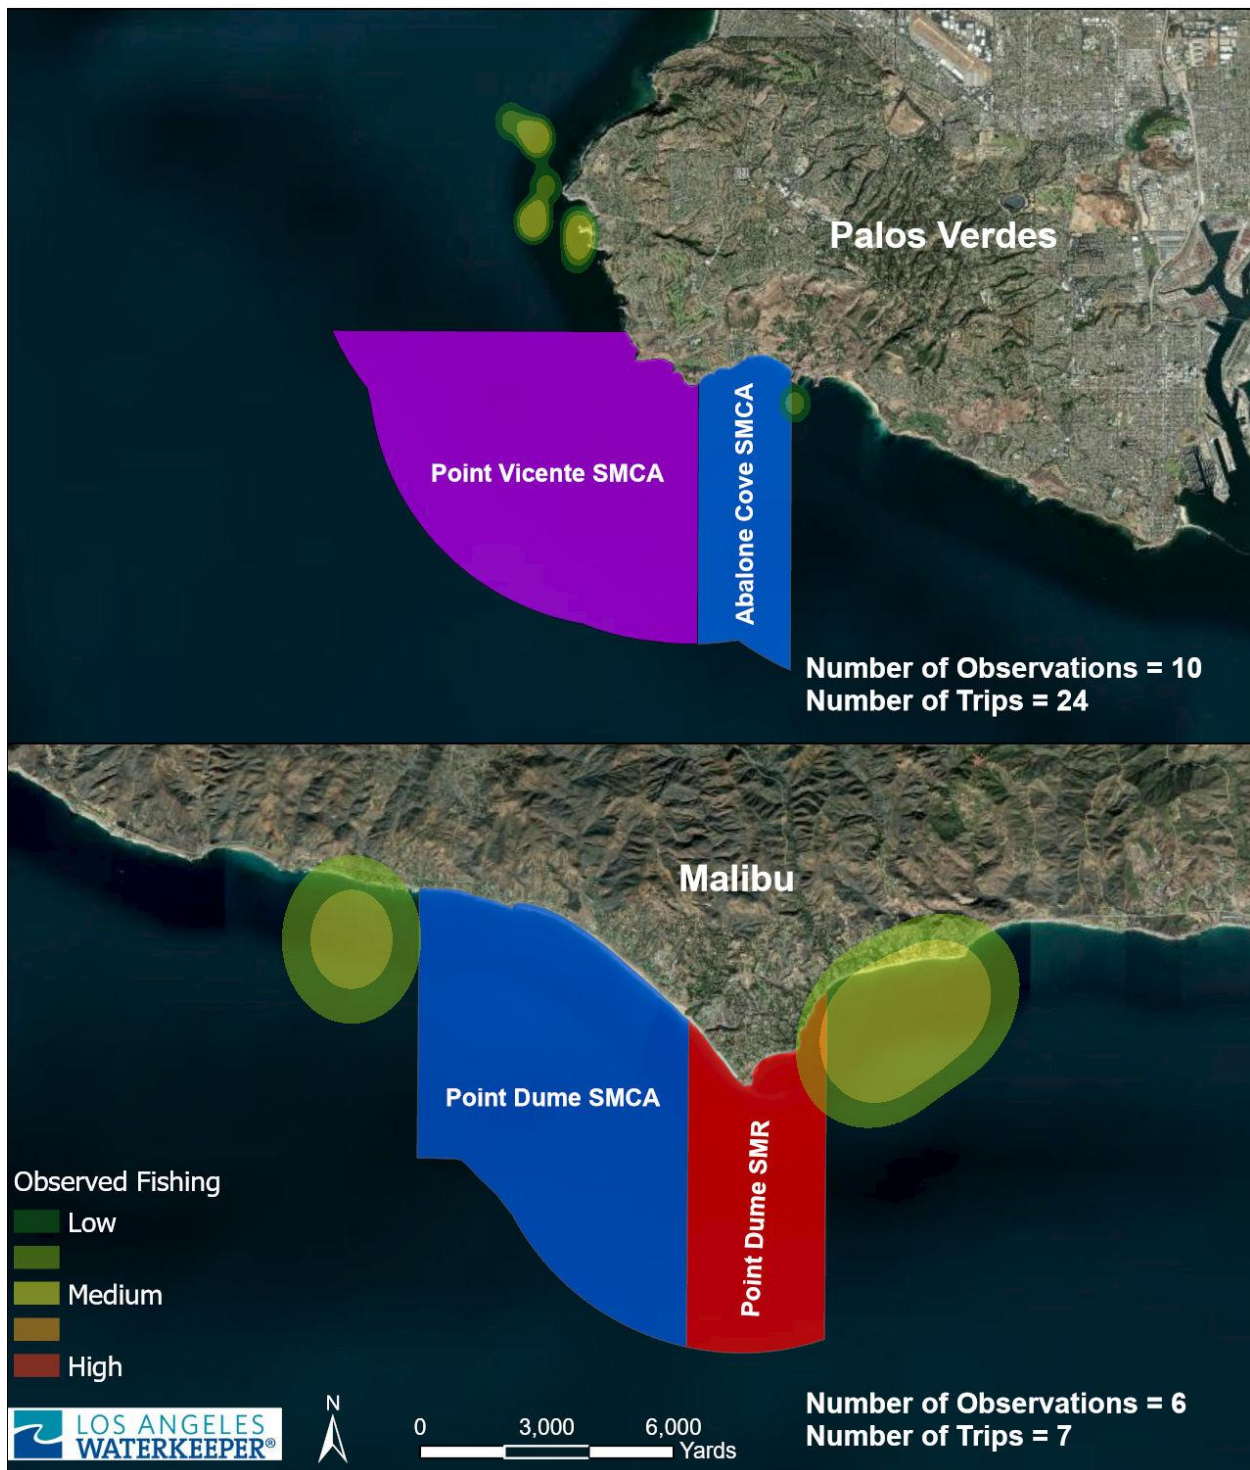 Palos Verdes
Point Vicente SMCA
Abalone Cove SMCA
Number of Observations = 10
Number of Trips = 24
Malibu
Point Dume SMCA
Point Dume SMR
Observed Fishing
Low
Medium
High
LOS ANGELES
WATERKEEPER®
N
0 3,000 6,000
Yards
Number of Observations = 6
Number of Trips = 7